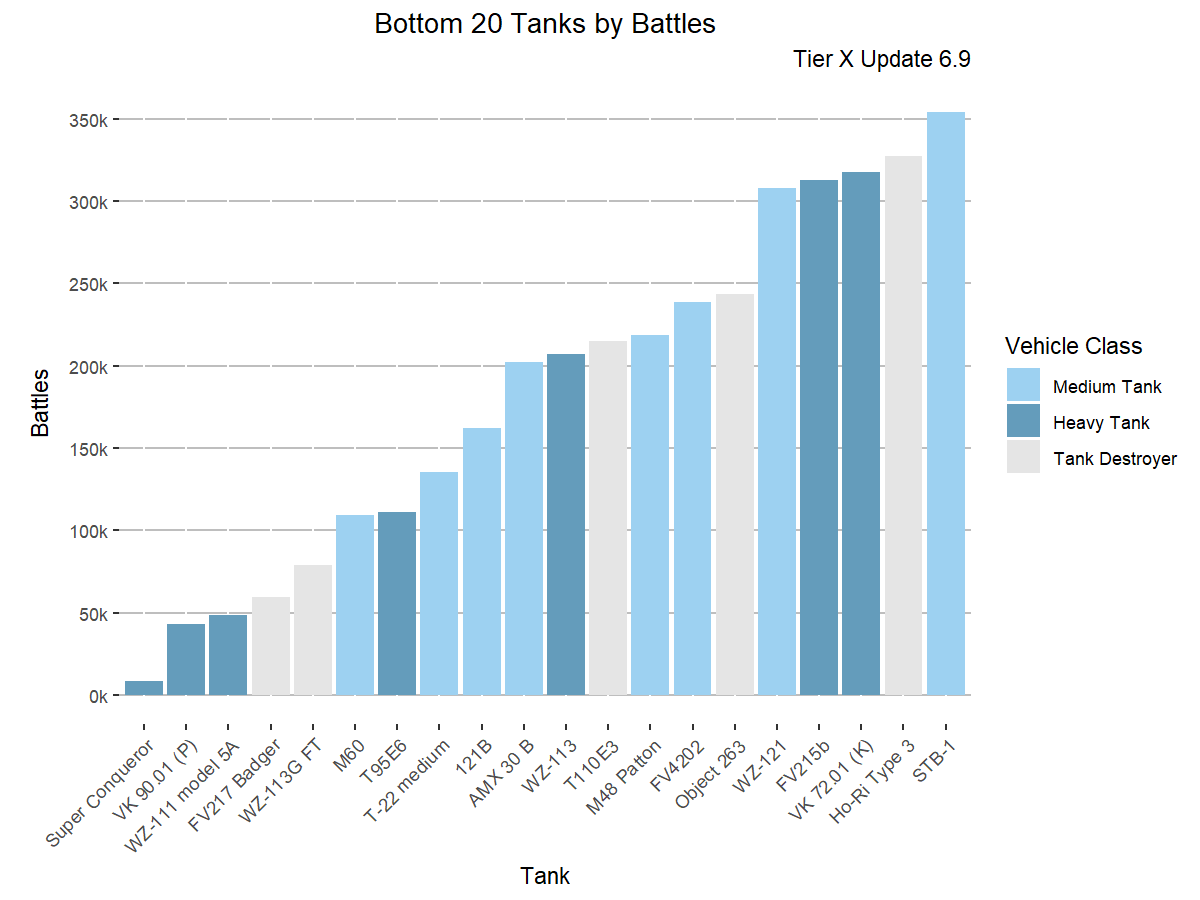 Bottom 20 Tanks by Battles
Tier X Update 6.9
Battles
350k
300k
250k
200k
150k
100k
50k
0k
Super Conqueror
VK 90.01 (P)
WZ-111 model 5A
FV217 Badger
WZ-113G FT
M60
T95E6
T-22 medium
121B
AMX 30 B
WZ-113
T110E3
M48 Patton
FV4202
Object 263
WZ-121
FV215b
VK 72.01 (K)
Ho-Ri Type 3
STB-1
Tank
Vehicle Class
Medium Tank
Heavy Tank
Tank Destroyer